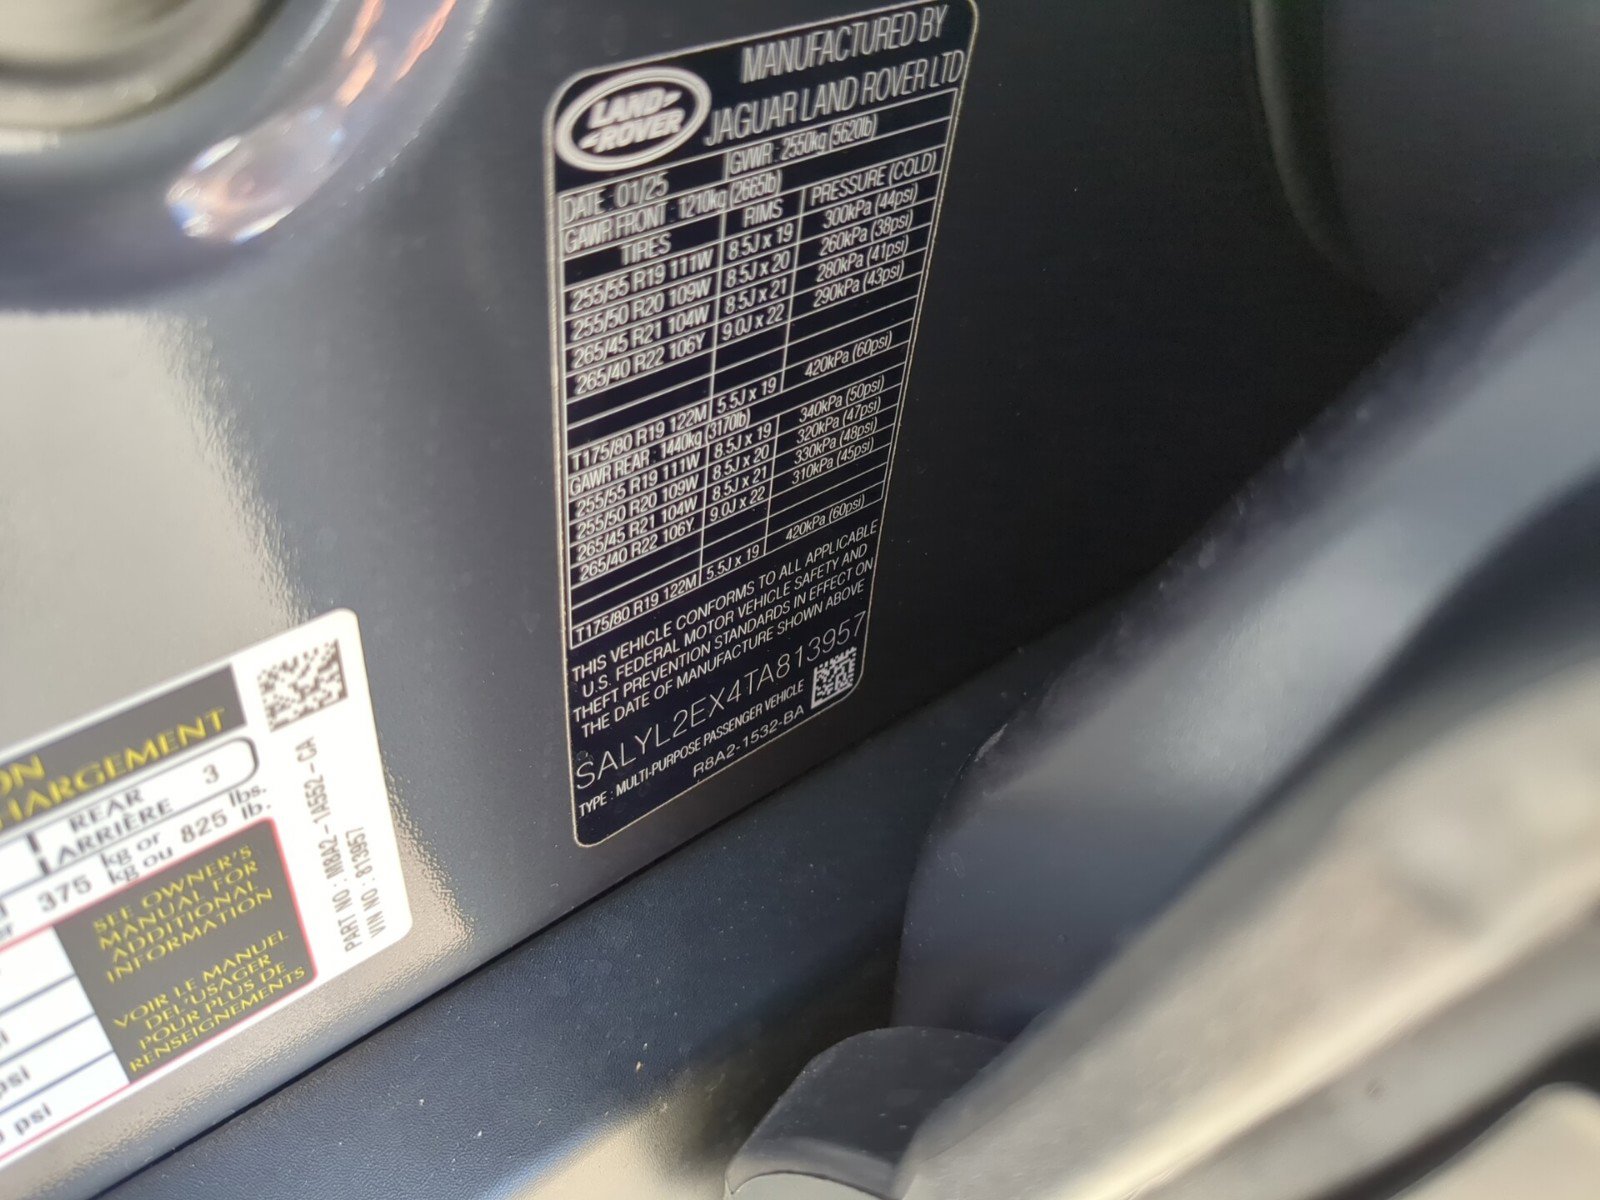 LAND
ROVER
MANUFACTURED BY
JAGUAR LAND ROVER LTD
DATE : 01/25 GVWR : 2550kg (5620lb)
GAWR FRONT : 1210kg (2665lb)
TIRES RIMS PRESSURE (COLD)
255/55 R19 111W 8.5J x 19 300kPa (44psi)
255/50 R20 109W 8.5J x 20 260kPa (38psi)
265/45 R21 104W 8.5J x 21 280kPa (41psi)
265/40 R22 106Y 9.0J x 22 290kPa (43psi)
T175/80 R19 122M 5.5J x 19 420kPa (60psi)
GAWR REAR : 1440kg (3170lb)
255/55 R19 111W 8.5J x 19 340kPa (50psi)
255/50 R20 109W 8.5J x 20 320kPa (47psi)
265/45 R21 104W 8.5J x 21 330kPa (48psi)
265/40 R22 106Y 9.0J x 22 310kPa (45psi)
T175/80 R19 122M 5.5J x 19 420kPa (60psi)
THIS VEHICLE CONFORMS TO ALL APPLICABLE
U.S. FEDERAL MOTOR VEHICLE SAFETY AND
THEFT PREVENTION STANDARDS IN EFFECT ON
THE DATE OF MANUFACTURE SHOWN ABOVE
SALYL2EX4TA813957
TYPE : MULTI-PURPOSE PASSENGER VEHICLE
R8A2-1532-BA
ON
HARGEMENT
REAR
ARRIÈRE 3
375 kg or
kg ou 825 lbs.
lb.
SEE OWNER'S
MANUAL FOR
ADDITIONAL
INFORMATION
VOIR LE MANUEL
DE L'USAGER
POUR PLUS DE
RENSEIGNEMENTS
psi
psi
PART NO : M8A2-1A5652-GA
VIN NO : 813957